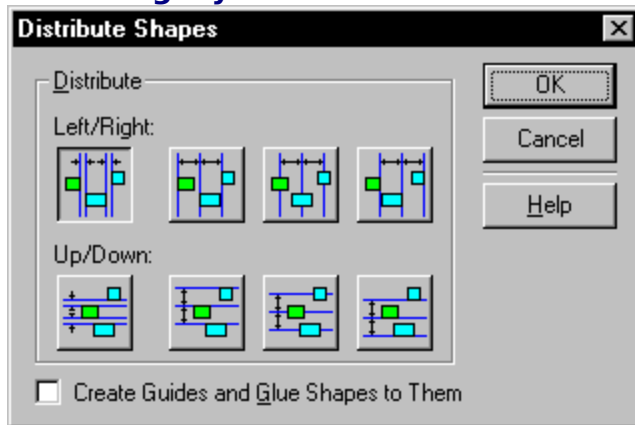 Distribute Shapes
Distribute
OK
Left/Right:
Cancel
Help
Up/Down:
Create Guides and Glue Shapes to Them